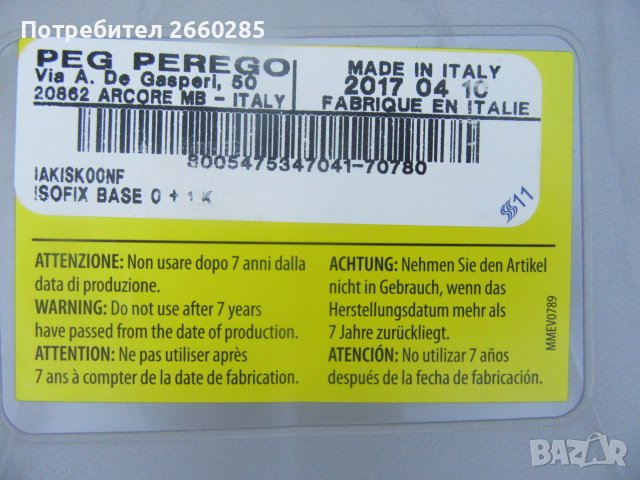 Потребител 2660285
PEG PEREGO
Via A. De Gasperi, 50
20862 ARCORE MB - ITALY
MADE IN ITALY
2017 04 10
FABRIQUE EN ITALIE
8005475347041-70780
IAKISK00NF
ISOFIX BASE 0 + 1 K
SS11
ATTENZIONE: Non usare dopo 7 anni dalla
data di produzione.
WARNING: Do not use after 7 years
have passed from the date of production.
ATTENTION: Ne pas utiliser après
7 ans à compter de la date de fabrication.
ACHTUNG: Nehmen Sie den Artikel
nicht in Gebrauch, wenn das
Herstellungsdatum mehr als
7 Jahre zurückliegt.
ATENCIÓN: No utilizar 7 años
después de la fecha de fabricación.
MMEV0789
BAZAR